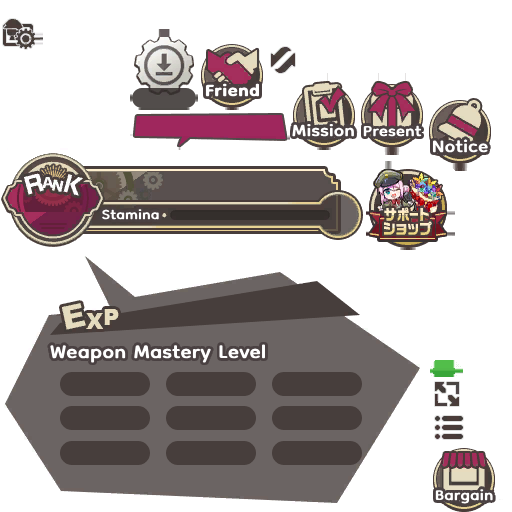 Friend
Mission
Present
Notice
RANK
Stamina
サポート
ショップ
EXP
Weapon Mastery Level
Bargain